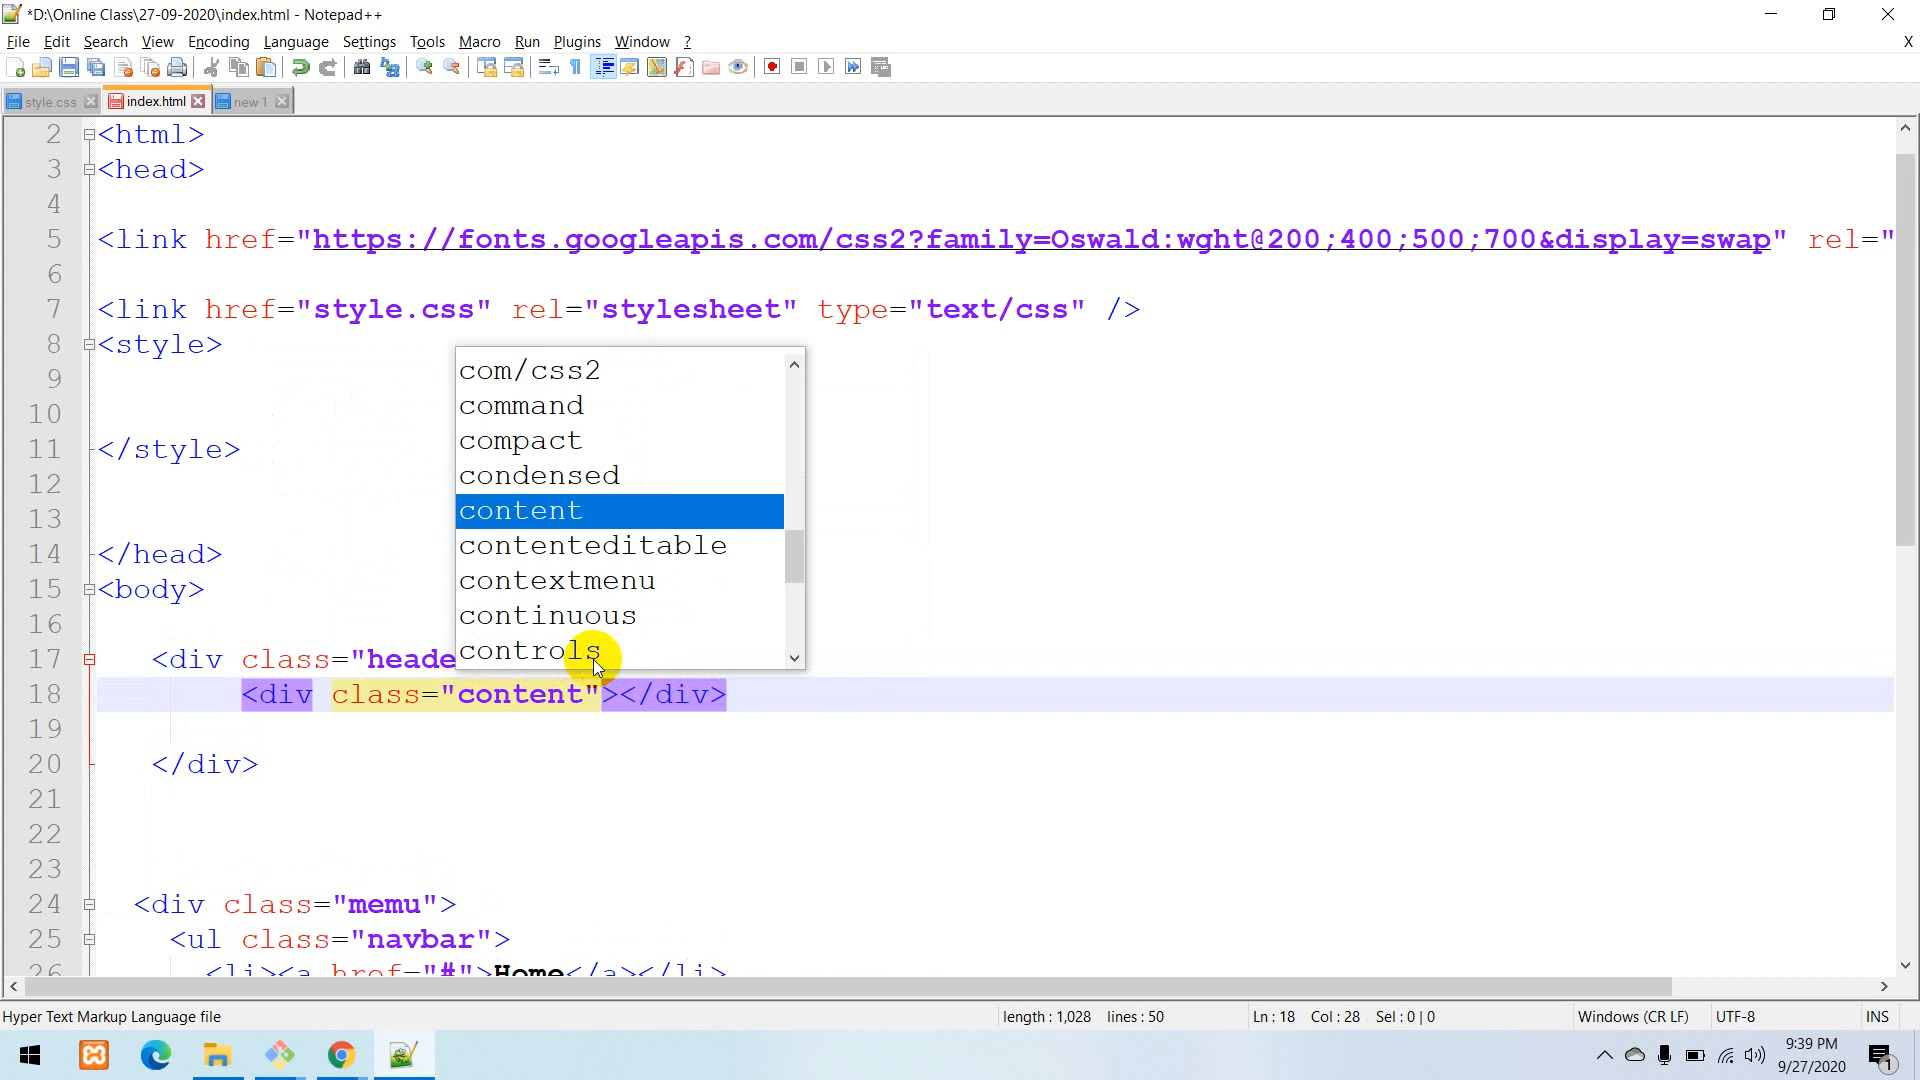 *D:\Online Class\27-09-2020\index.html - Notepad++
File Edit Search View Encoding Language Settings Tools Macro Run Plugins Window ? X
style.css index.html new 1
2 <html>
3 <head>
4
5 <link href="https://fonts.googleapis.com/css2?family=Oswald:wght@200;400;500;700&display=swap" rel="
6
7 <link href="style.css" rel="stylesheet" type="text/css" />
8 <style>
9
10
11 </style>
12
13
14 </head>
15 <body>
16
17 <div class="heade
18 <div class="content"></div>
19
20 </div>
21
22
23
24 <div class="memu">
25 <ul class="navbar">
26 <li><a href="#">Home</a></li>
com/css2
command
compact
condensed
content
contenteditable
contextmenu
continuous
controls
Hyper Text Markup Language file length : 1,028 lines : 50 Ln : 18 Col : 28 Sel : 0 | 0 Windows (CR LF) UTF-8 INS
9:39 PM
9/27/2020
1